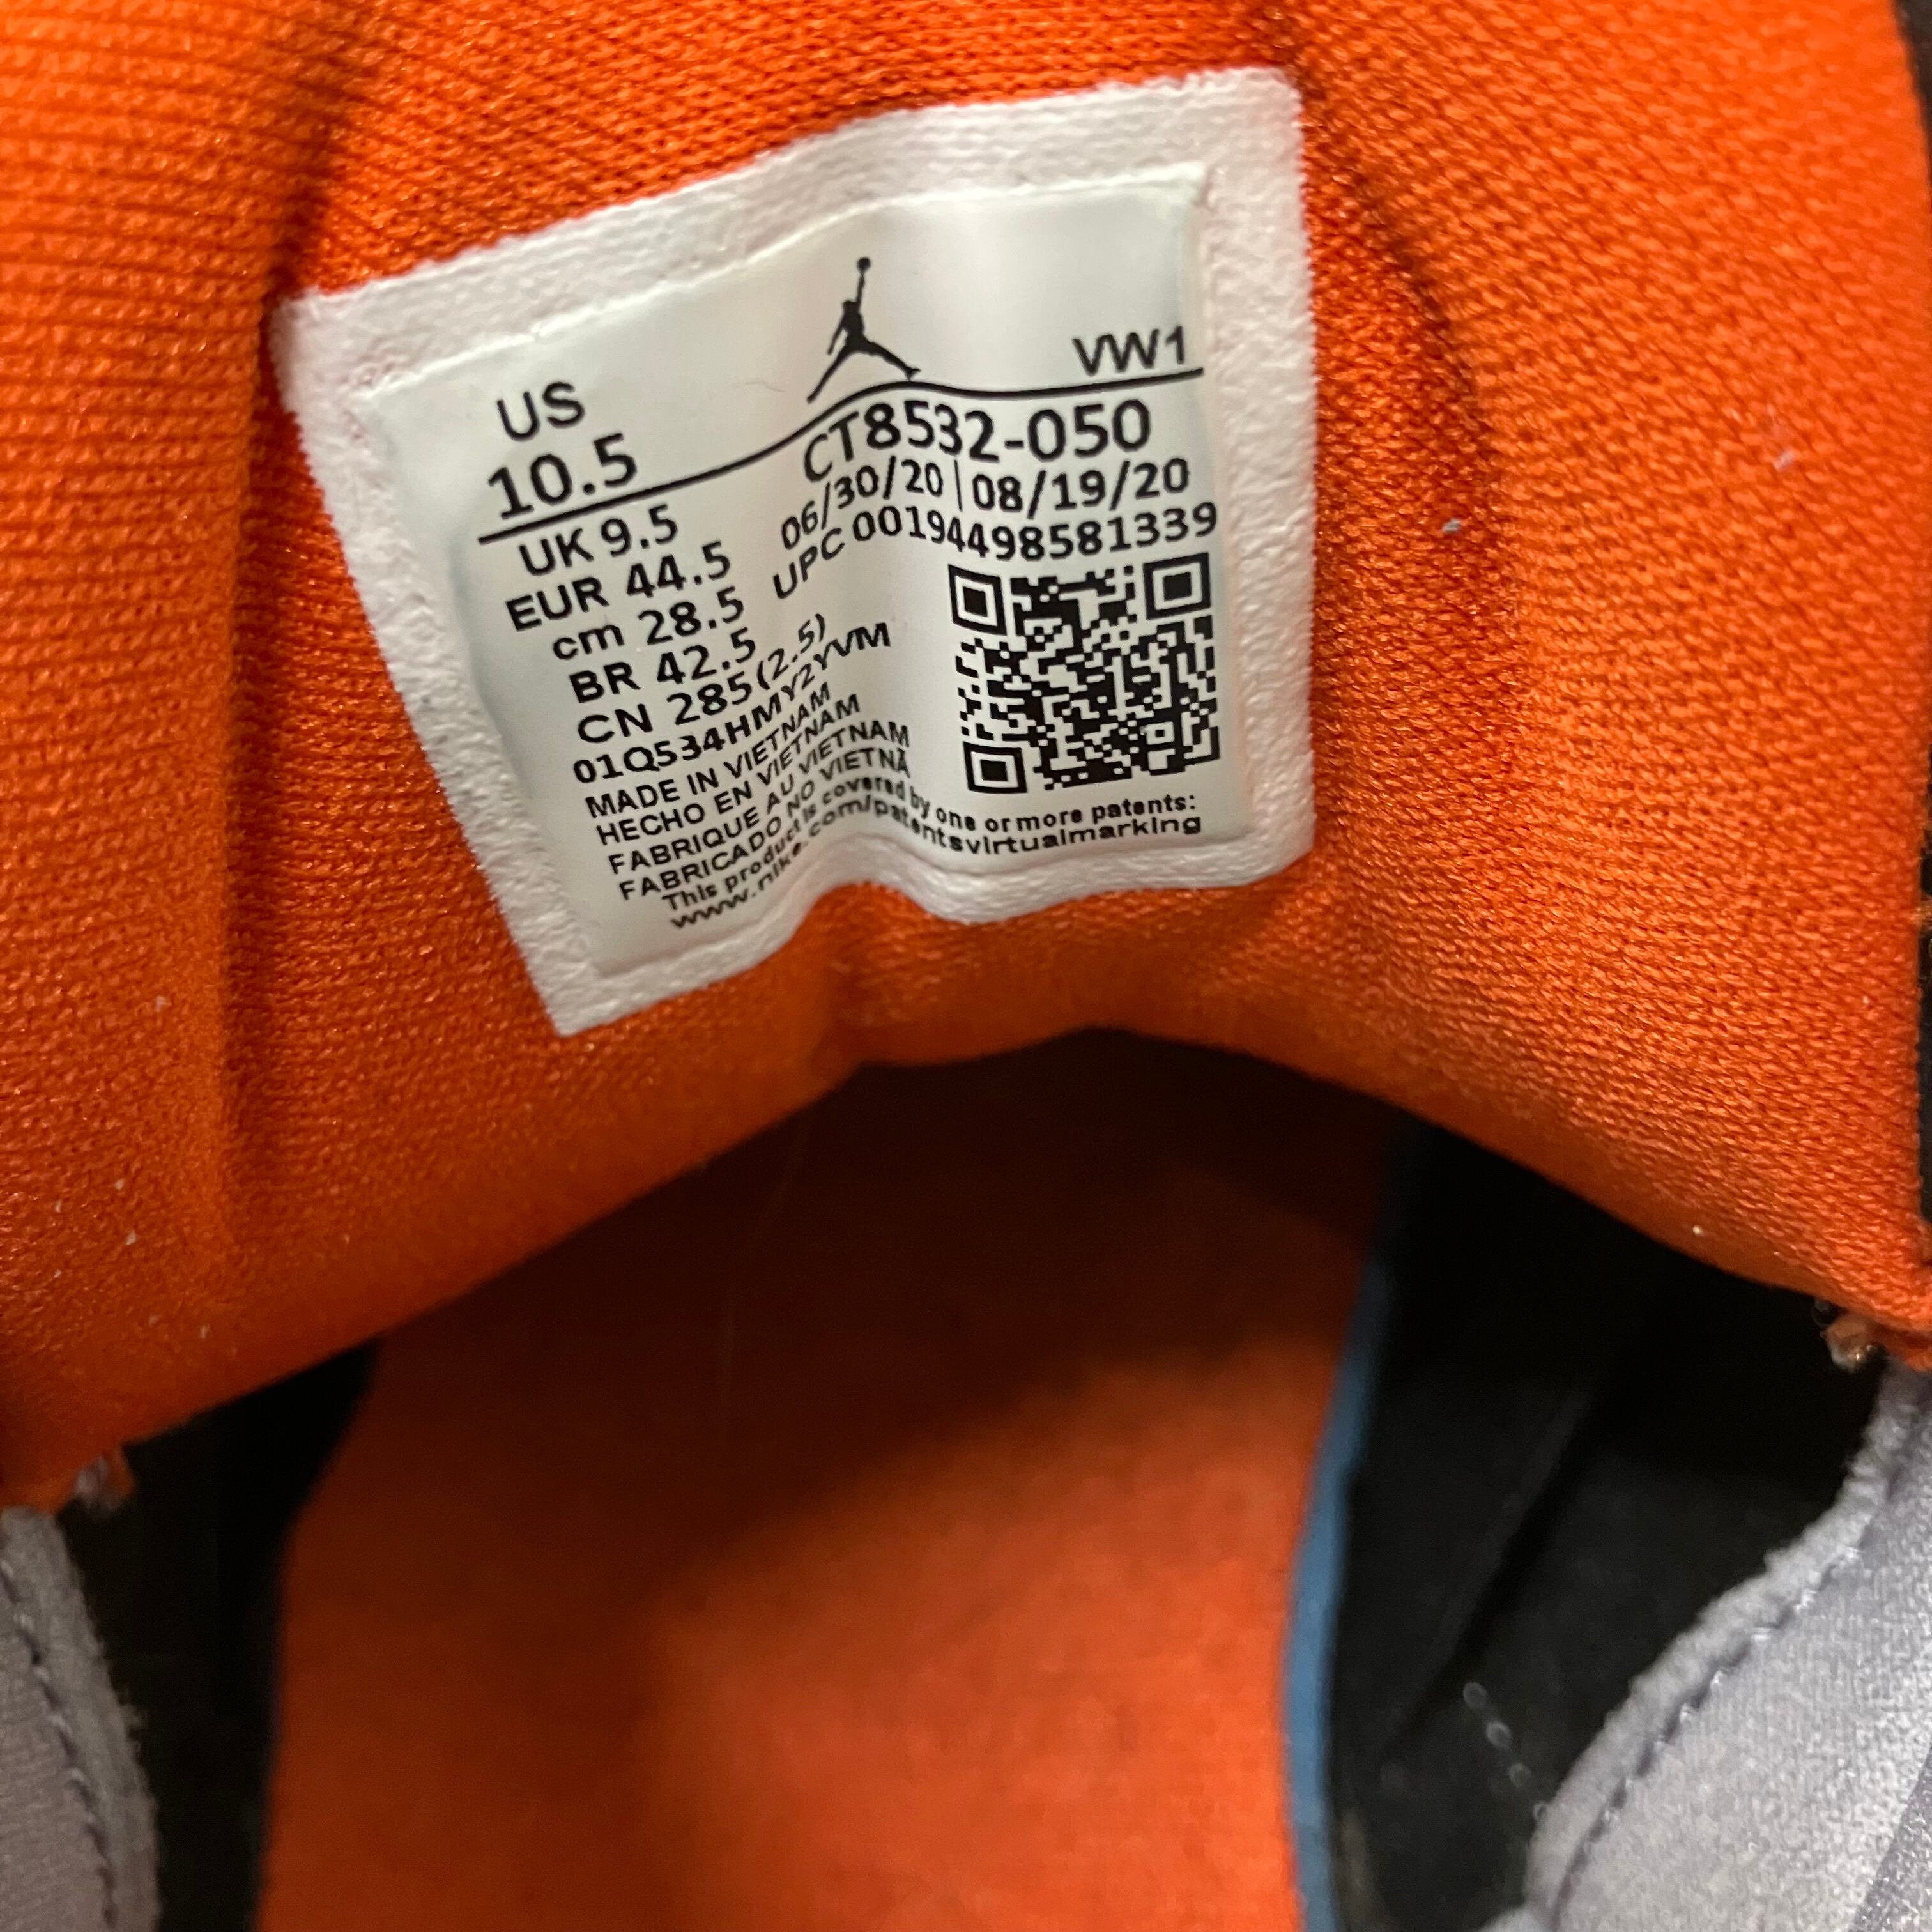 US
10.5
VW1
CT8532-050
06/30/20|08/19/20
UPC 00194498581339
UK 9.5
EUR 44.5
cm 28.5
BR 42.5
CN 285(2.5)
01Q534HMY2YVM
MADE IN VIETNAM
HECHO EN VIETNAM
FABRIQUE AU VIETNAM
FABRICADO NO VIETNÃ
This product is covered by one or more patents:
www.nike.com/patentsvirtualmarking